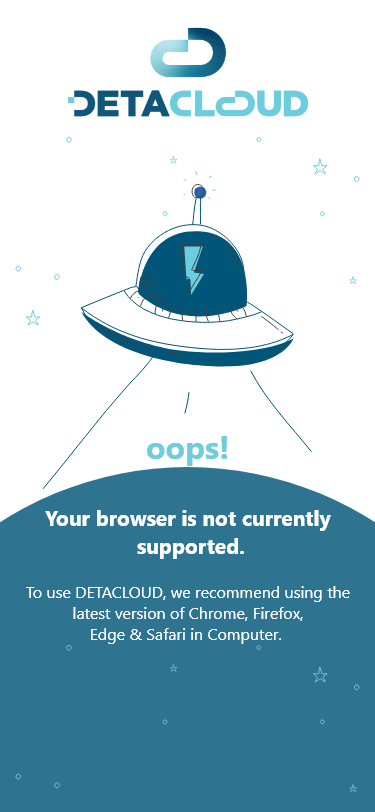 DETACLOUD
oops!
Your browser is not currently
supported.
To use DETACLOUD, we recommend using the
latest version of Chrome, Firefox,
Edge & Safari in Computer.